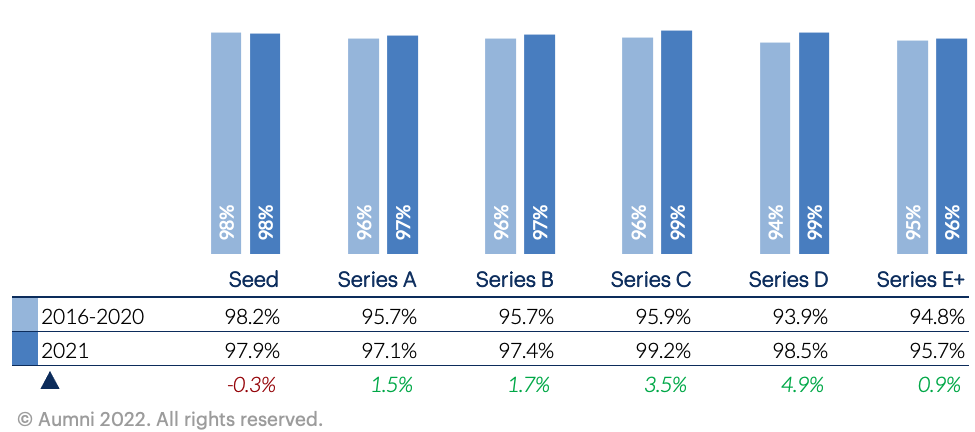 98% 98% 96% 97% 96% 97% 96% 99% 94% 99% 95% 96%
Seed Series A Series B Series C Series D Series E+
2016-2020 98.2% 95.7% 95.7% 95.9% 93.9% 94.8%
2021 97.9% 97.1% 97.4% 99.2% 98.5% 95.7%
▲ -0.3% 1.5% 1.7% 3.5% 4.9% 0.9%
© Aumni 2022. All rights reserved.